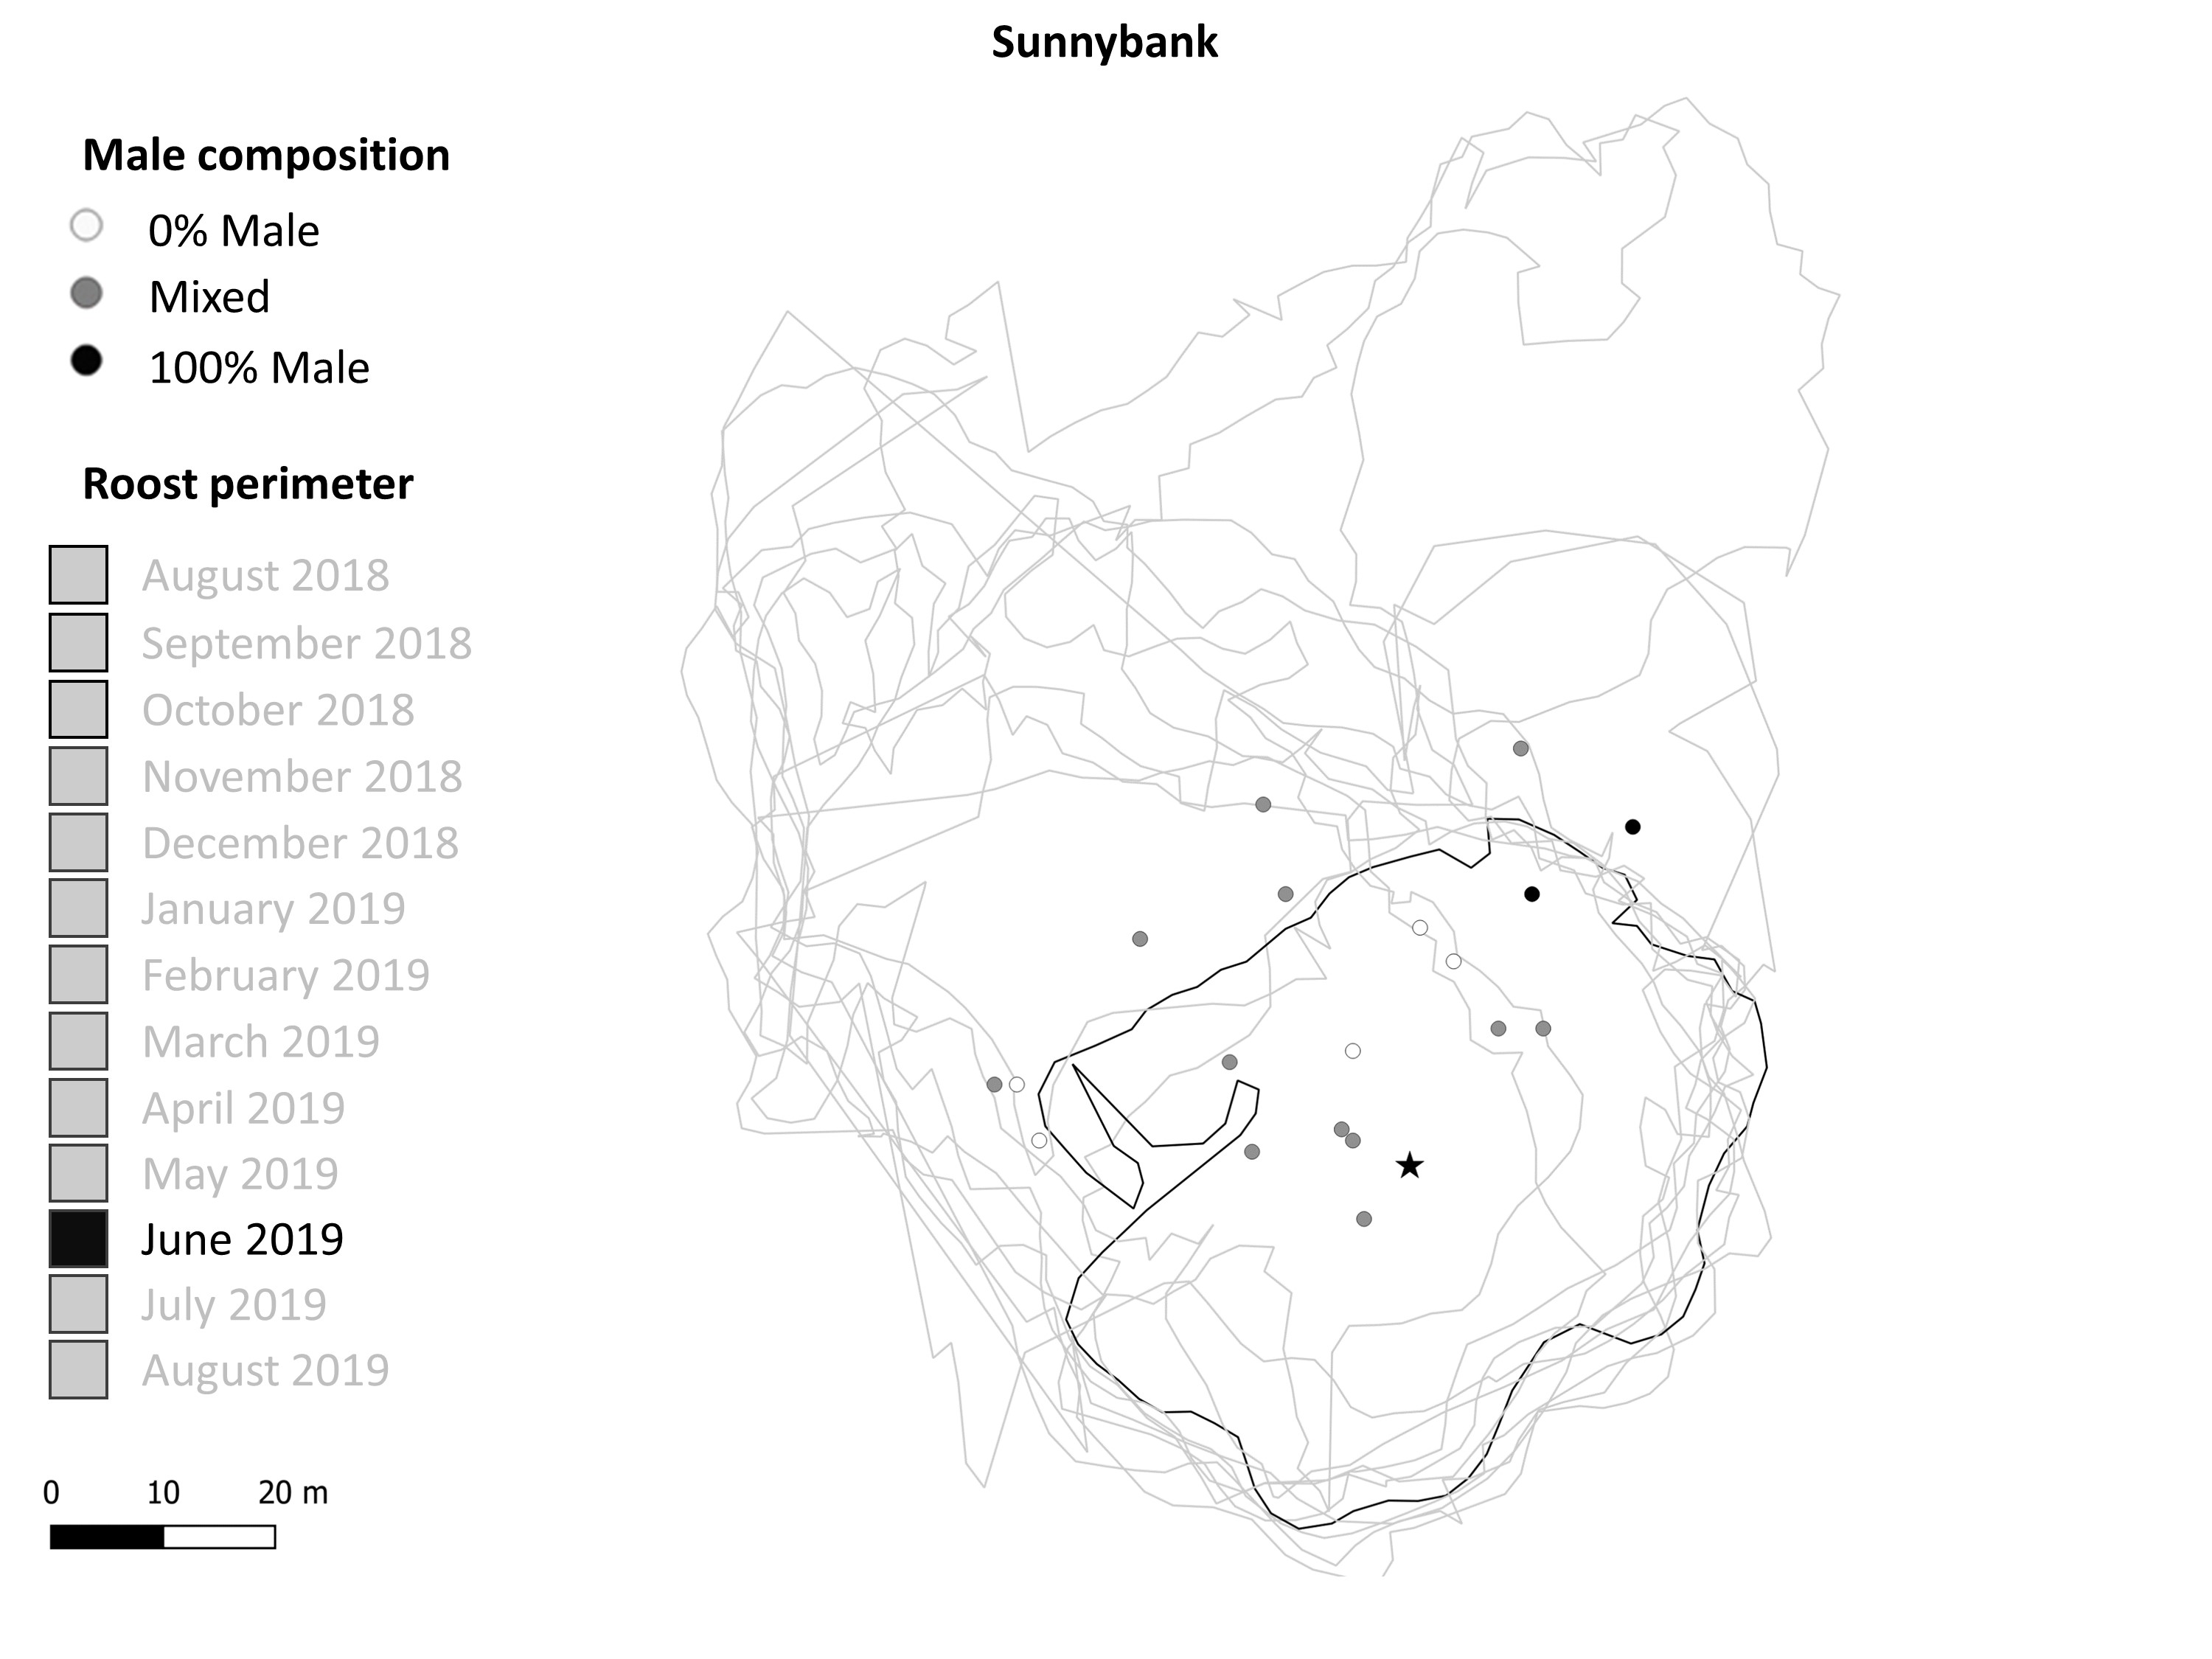 Sunnybank
Male composition
0% Male
Mixed
100% Male
Roost perimeter
August 2018
September 2018
October 2018
November 2018
December 2018
January 2019
February 2019
March 2019
April 2019
May 2019
June 2019
July 2019
August 2019
0 10 20 m